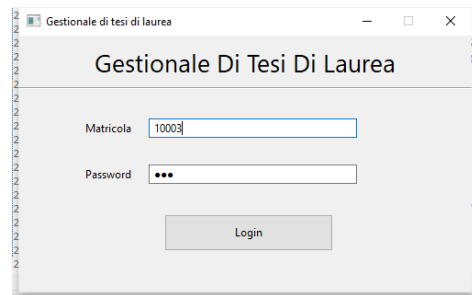 Gestionale di tesi di laurea
Gestionale Di Tesi Di Laurea
Matricola 10003
Password ●●●
Login